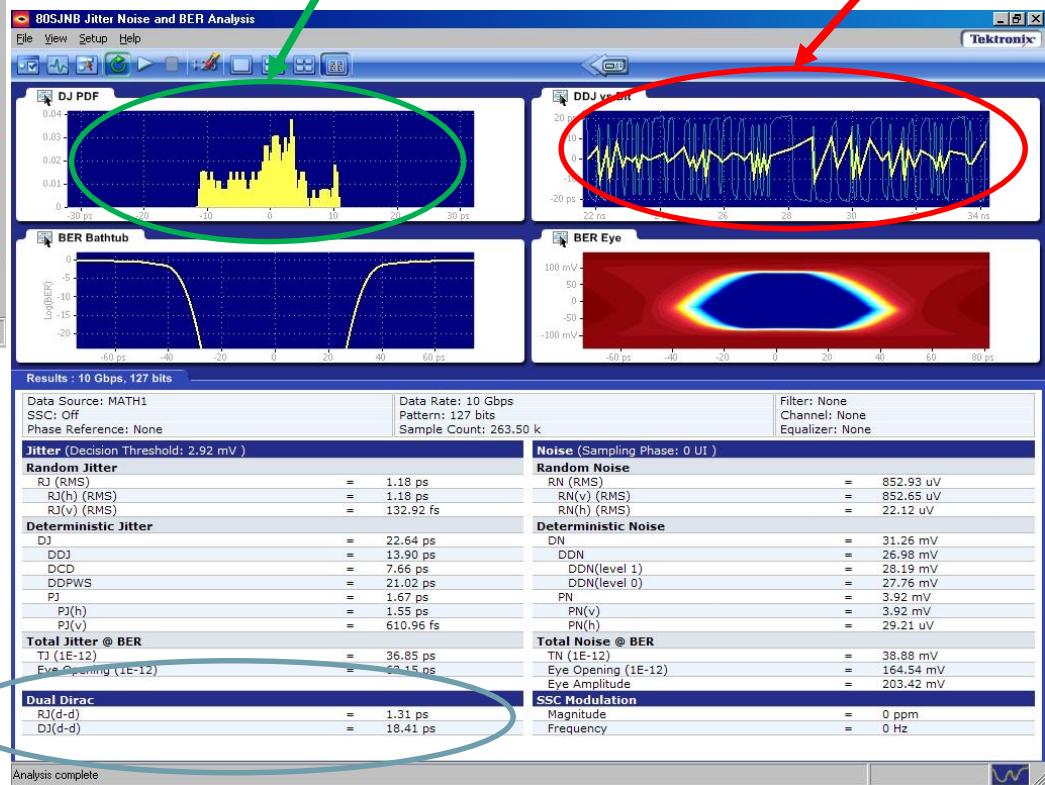 80SJNB Jitter Noise and BER Analysis
File View Setup Help
Tektronix
DJ PDF
0.04
0.03
0.02
0.01
0
-30 ps -20 -10 0 10 20 30 ps
DDJ vs Bit
20 ps
10
0
-10
-20 ps
22 ns 24 26 28 30 32 34 ns
BER Bathtub
Log(BER)
0
-5
-10
-15
-20
-60 ps -40 -20 0 20 40 60 ps
BER Eye
100 mV
50
0
-50
-100 mV
-60 ps -40 -20 0 20 40 60 80 ps
Results : 10 Gbps, 127 bits
Data Source: MATH1 Data Rate: 10 Gbps Filter: None
SSC: Off Pattern: 127 bits Channel: None
Phase Reference: None Sample Count: 263.50 k Equalizer: None
Jitter (Decision Threshold: 2.92 mV )
Random Jitter
RJ (RMS) = 1.18 ps
RJ(h) (RMS) = 1.18 ps
RJ(v) (RMS) = 132.92 fs
Deterministic Jitter
DJ = 22.64 ps
DDJ = 13.90 ps
DCD = 7.66 ps
DDPWS = 21.02 ps
PJ = 1.67 ps
PJ(h) = 1.55 ps
PJ(v) = 610.96 fs
Total Jitter @ BER
TJ (1E-12) = 36.85 ps
Eye Opening (1E-12) = 63.15 ps
Dual Dirac
RJ(d-d) = 1.31 ps
DJ(d-d) = 18.41 ps
Noise (Sampling Phase: 0 UI )
Random Noise
RN (RMS) = 852.93 uV
RN(v) (RMS) = 852.65 uV
RN(h) (RMS) = 22.12 uV
Deterministic Noise
DN = 31.26 mV
DDN = 26.98 mV
DDN(level 1) = 28.19 mV
DDN(level 0) = 27.76 mV
PN = 3.92 mV
PN(v) = 3.92 mV
PN(h) = 29.21 uV
Total Noise @ BER
TN (1E-12) = 38.88 mV
Eye Opening (1E-12) = 164.54 mV
Eye Amplitude = 203.42 mV
SSC Modulation
Magnitude = 0 ppm
Frequency = 0 Hz
Analysis complete